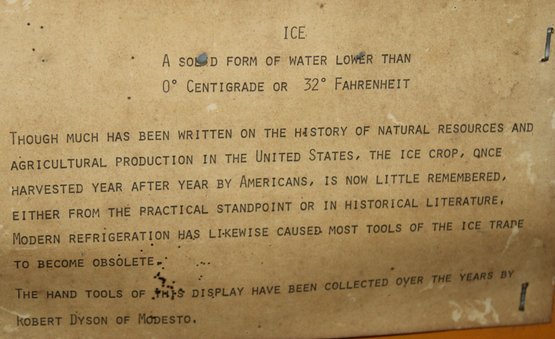 ICE
A SOLID FORM OF WATER LOWER THAN
0° CENTIGRADE OR 32° FAHRENHEIT
THOUGH MUCH HAS BEEN WRITTEN ON THE HISTORY OF NATURAL RESOURCES AND
AGRICULTURAL PRODUCTION IN THE UNITED STATES, THE ICE CROP, ONCE
HARVESTED YEAR AFTER YEAR BY AMERICANS, IS NOW LITTLE REMEMBERED,
EITHER FROM THE PRACTICAL STANDPOINT OR IN HISTORICAL LITERATURE.
MODERN REFRIGERATION HAS LIKEWISE CAUSED MOST TOOLS OF THE ICE TRADE
TO BECOME OBSOLETE.
THE HAND TOOLS OF THIS DISPLAY HAVE BEEN COLLECTED OVER THE YEARS BY
ROBERT DYSON OF MODESTO.